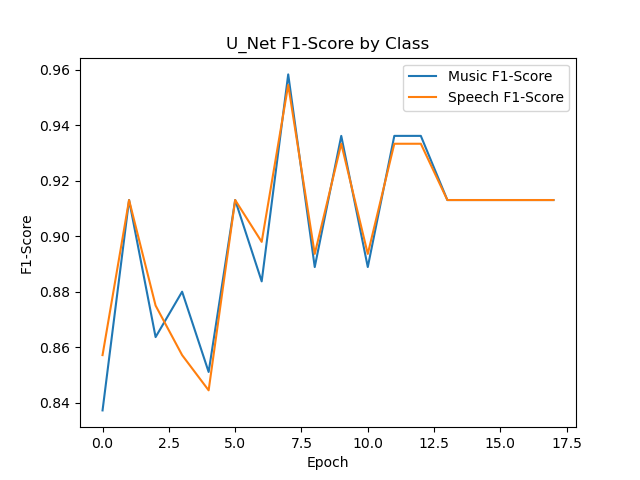 U_Net F1-Score by Class
Music F1-Score
Speech F1-Score
F1-Score
0.96
0.94
0.92
0.90
0.88
0.86
0.84
0.0 2.5 5.0 7.5 10.0 12.5 15.0 17.5
Epoch